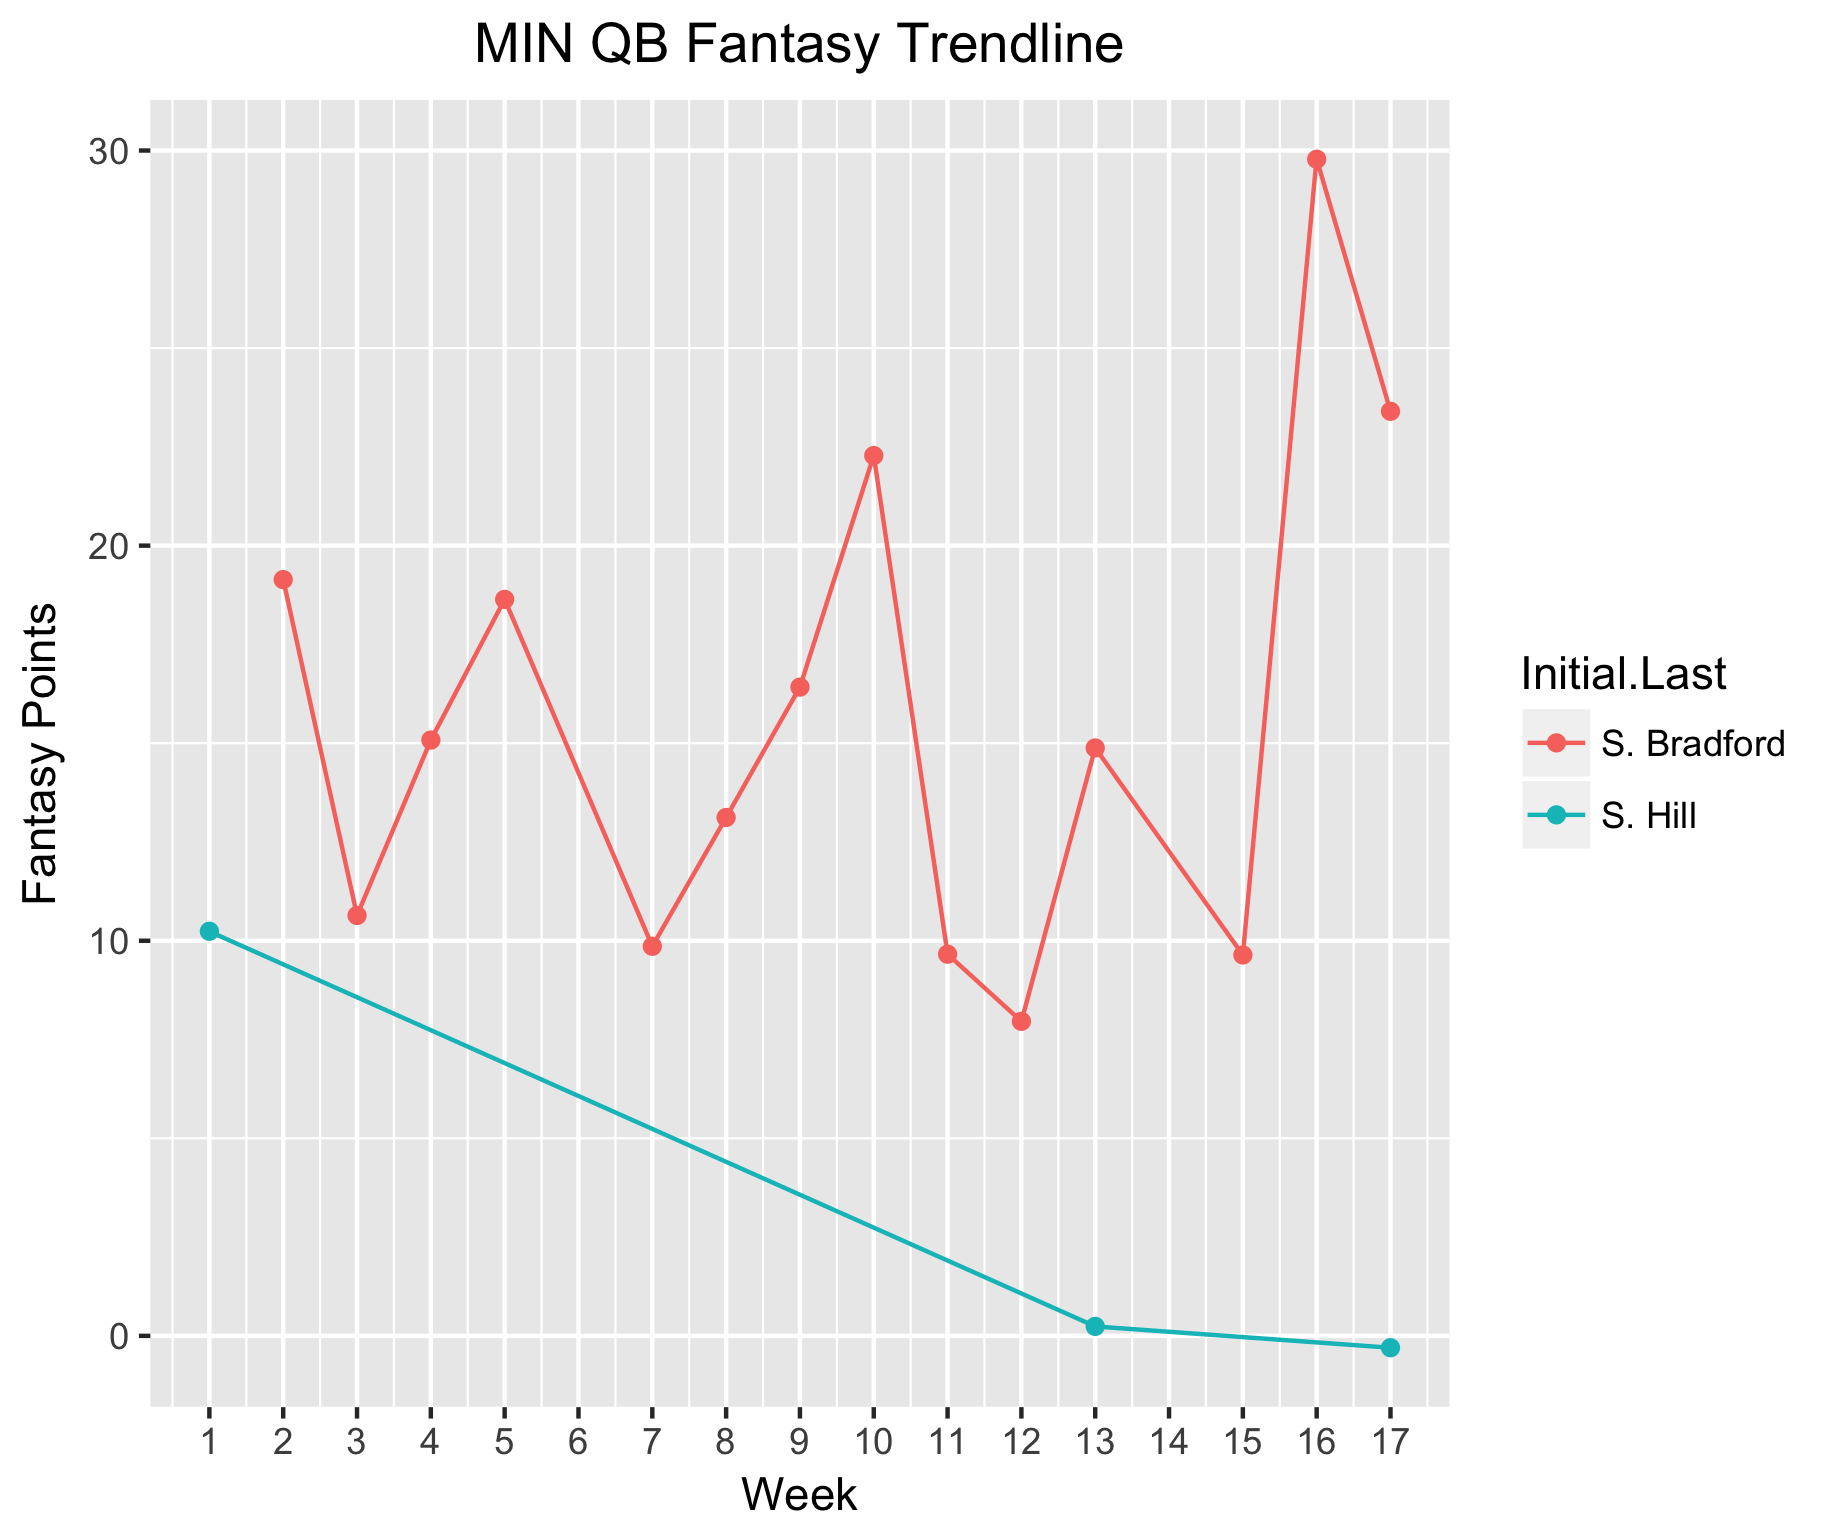 MIN QB Fantasy Trendline
Fantasy Points
30
20
10
0
1 2 3 4 5 6 7 8 9 10 11 12 13 14 15 16 17
Week
Initial.Last
S. Bradford
S. Hill